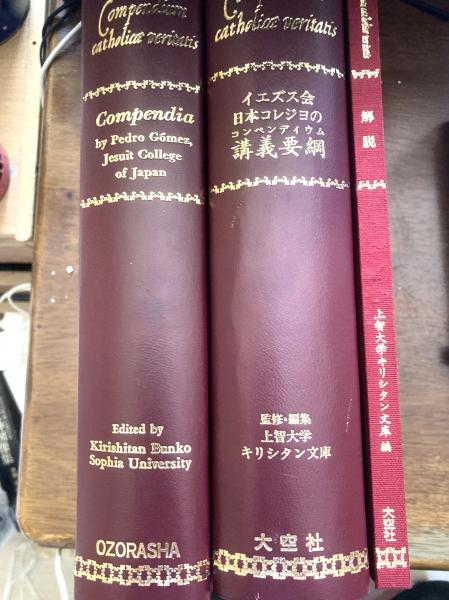 Compendium
catholicæ veritatis
Compendia
by Pedro Gómez,
Jesuit College
of Japan
Edited by
Kirishitan Bunko
Sophia University
OZORASHA
catholicæ veritatis
イエズス会
日本コレジヨの
コンペンディウム
講義要綱
監修・編集
上智大学
キリシタン文庫
大空社
解説
上智大学キリシタン文庫 編
大空社